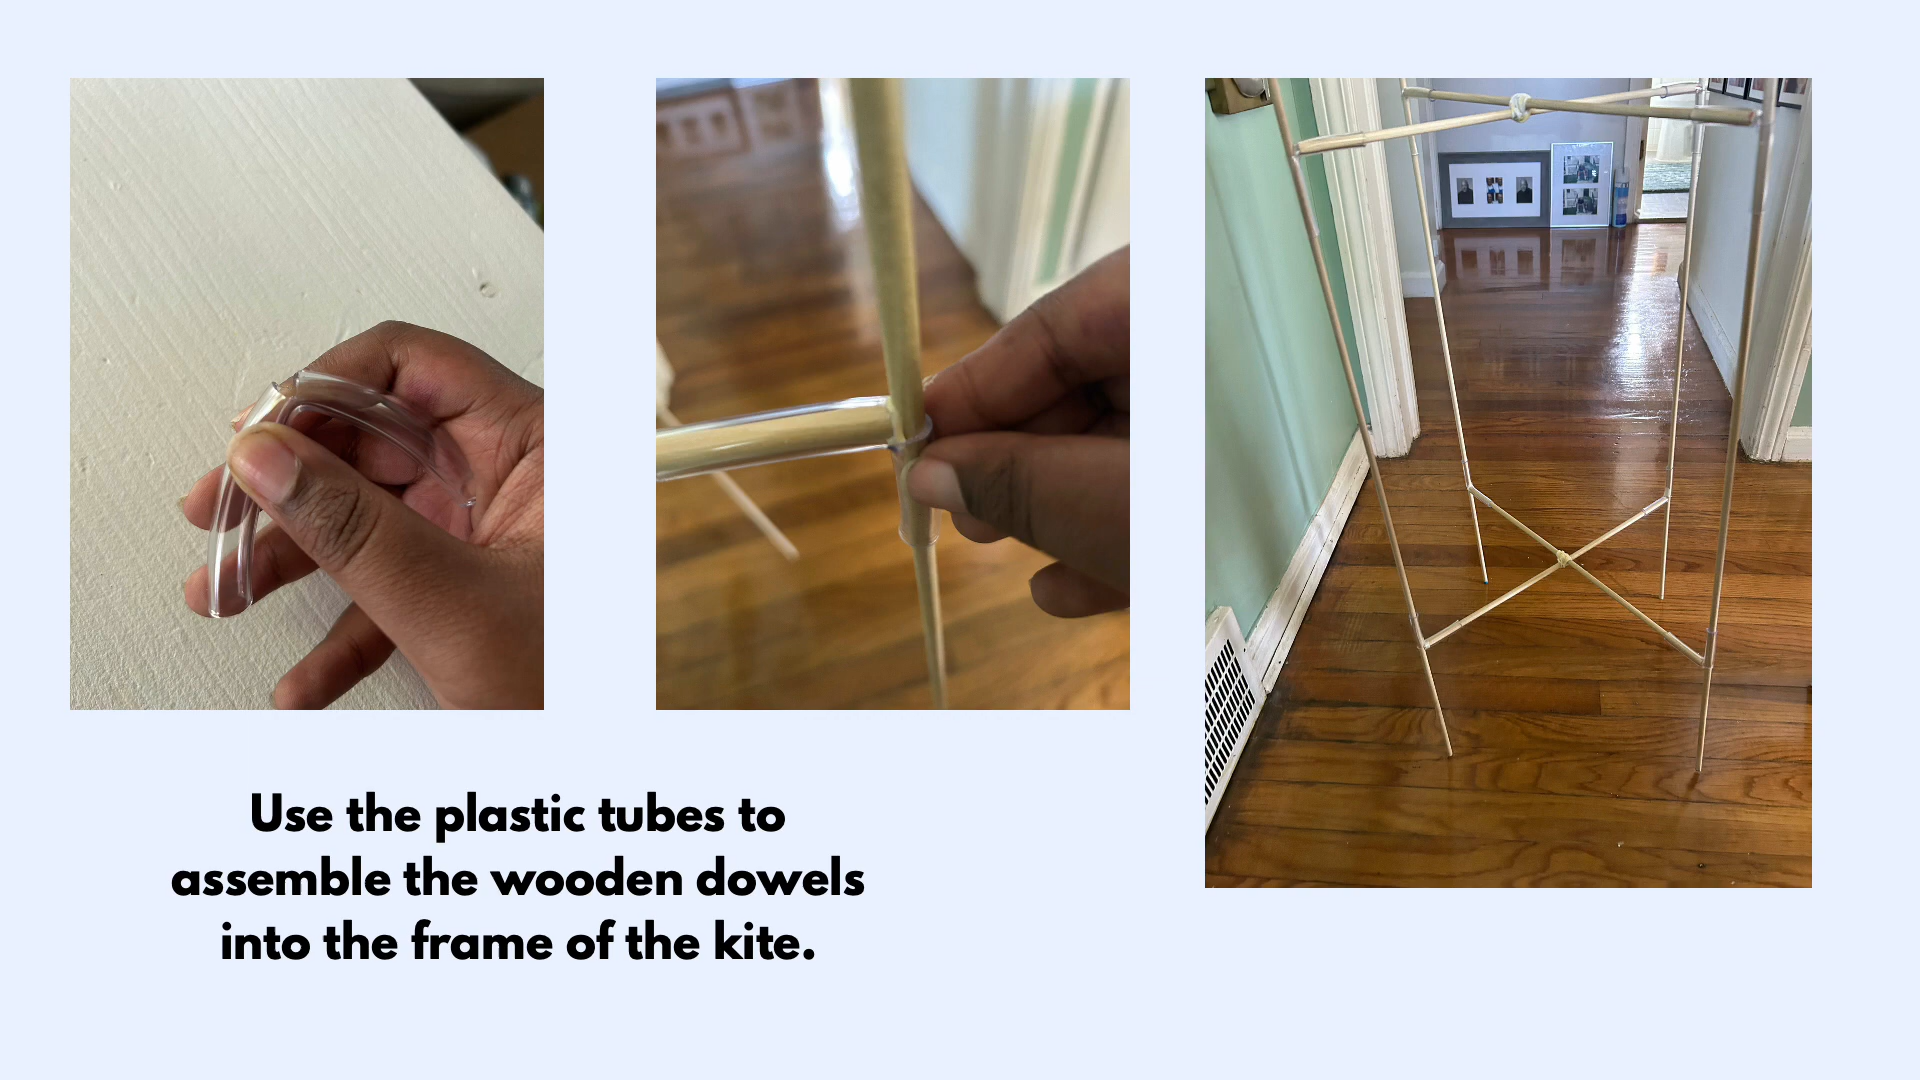 Use the plastic tubes to
assemble the wooden dowels
into the frame of the kite.